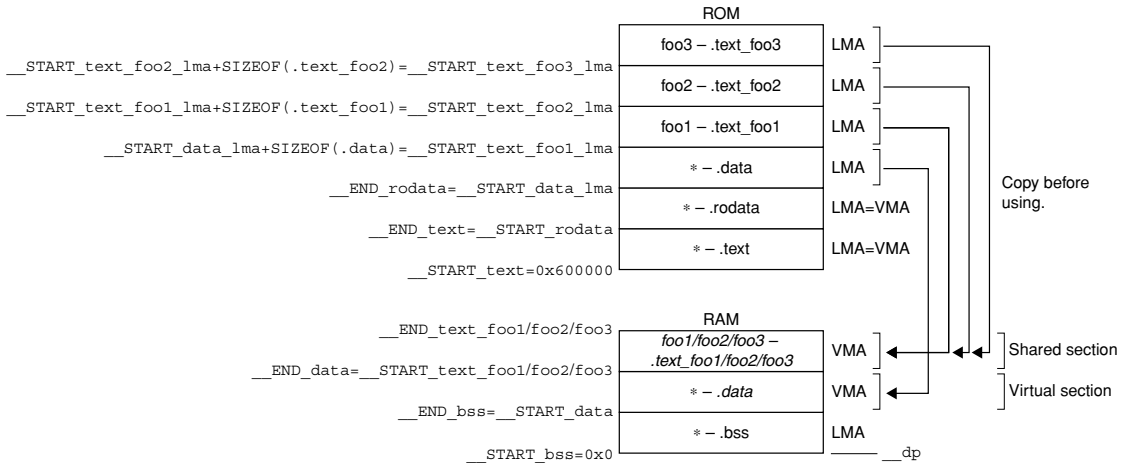 ROM
foo3 – .text_foo3 LMA
__START_text_foo2_lma+SIZEOF(.text_foo2)=__START_text_foo3_lma
foo2 – .text_foo2 LMA
__START_text_foo1_lma+SIZEOF(.text_foo1)=__START_text_foo2_lma
foo1 – .text_foo1 LMA
__START_data_lma+SIZEOF(.data)=__START_text_foo1_lma
∗ – .data LMA
__END_rodata=__START_data_lma
Copy before
using.
∗ – .rodata LMA=VMA
__END_text=__START_rodata
∗ – .text LMA=VMA
__START_text=0x600000
RAM
__END_text_foo1/foo2/foo3
foo1/foo2/foo3 –
.text_foo1/foo2/foo3 VMA Shared section
__END_data=__START_text_foo1/foo2/foo3
∗ – .data VMA Virtual section
__END_bss=__START_data
∗ – .bss LMA
__START_bss=0x0 __dp